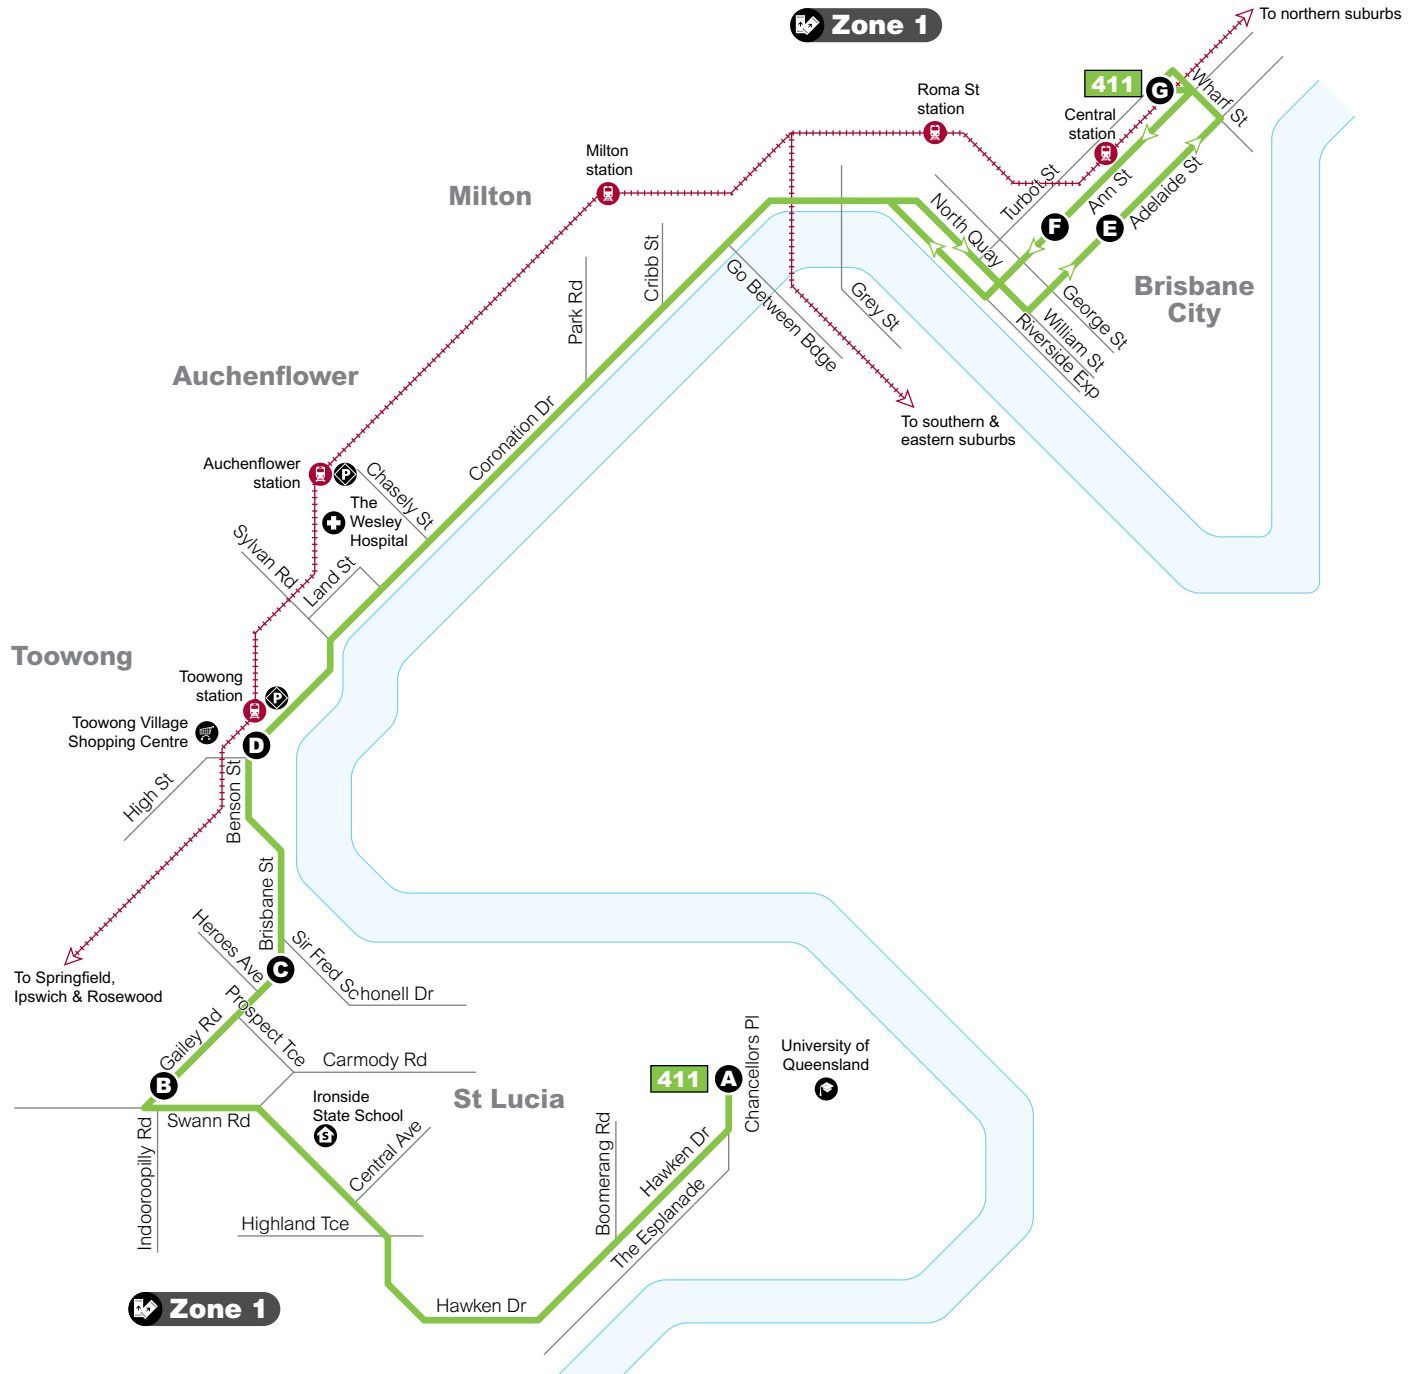 To northern suburbs
Zone 1
411
G
Wharf St
Roma St
station
Central
station
Milton
station
Milton
Turbot St
Ann St
Adelaide St
North Quay
F
E
Cribb St
Park Rd
Go Between Bdge
Grey St
George St
William St
Riverside Exp
Brisbane
City
Auchenflower
To southern &
eastern suburbs
Coronation Dr
Auchenflower
station
P
Chasely St
The
Wesley
Hospital
Sylvan Rd
Land St
Toowong
Toowong
station
P
Toowong Village
Shopping Centre
D
High St
Benson St
Brisbane St
Heroes Ave
Sir Fred Schonell Dr
C
To Springfield,
Ipswich & Rosewood
Prospect Tce
Gailey Rd
Carmody Rd
B
Swann Rd
Indooroopilly Rd
Ironside
State School
S
St Lucia
411
A
Chancellors Pl
University of
Queensland
Central Ave
Highland Tce
Boomerang Rd
Hawken Dr
The Esplanade
Hawken Dr
Zone 1